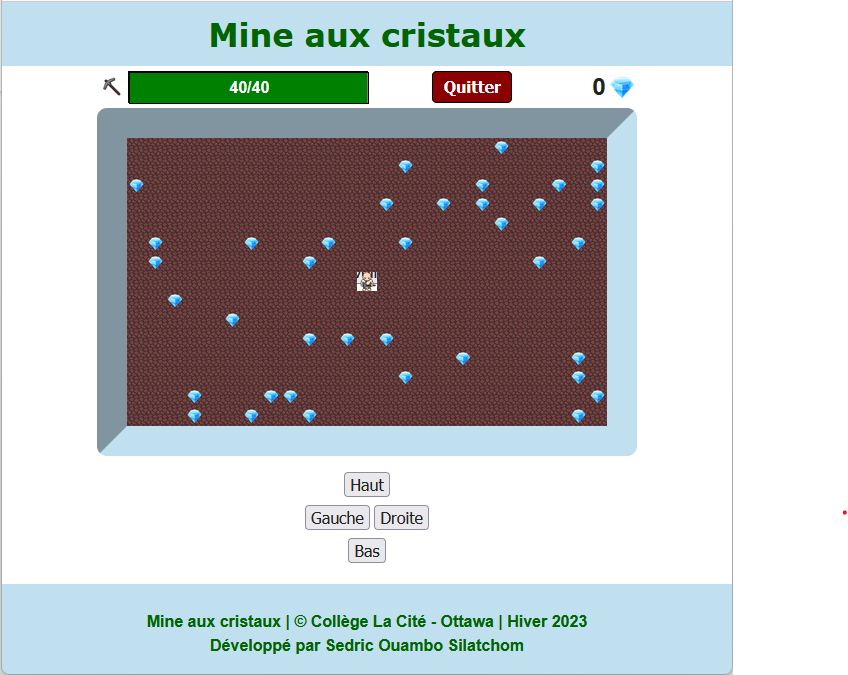 Mine aux cristaux
40/40
Quitter
0
Haut
Gauche Droite
Bas
Mine aux cristaux | © Collège La Cité - Ottawa | Hiver 2023
Développé par Sedric Ouambo Silatchom